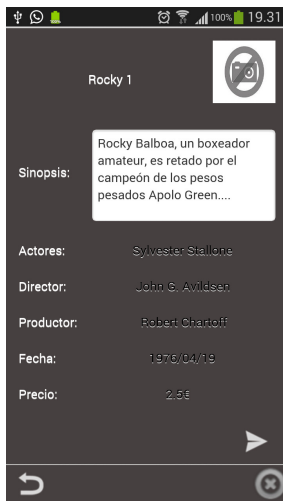 100% 19.31
Rocky 1
Sinopsis:
Rocky Balboa, un boxeador
amateur, es retado por el
campeón de los pesos
pesados Apolo Green....
Actores: Sylvester Stallone
Director: John G. Avildsen
Productor: Robert Chartoff
Fecha: 1976/04/19
Precio: 2.5€